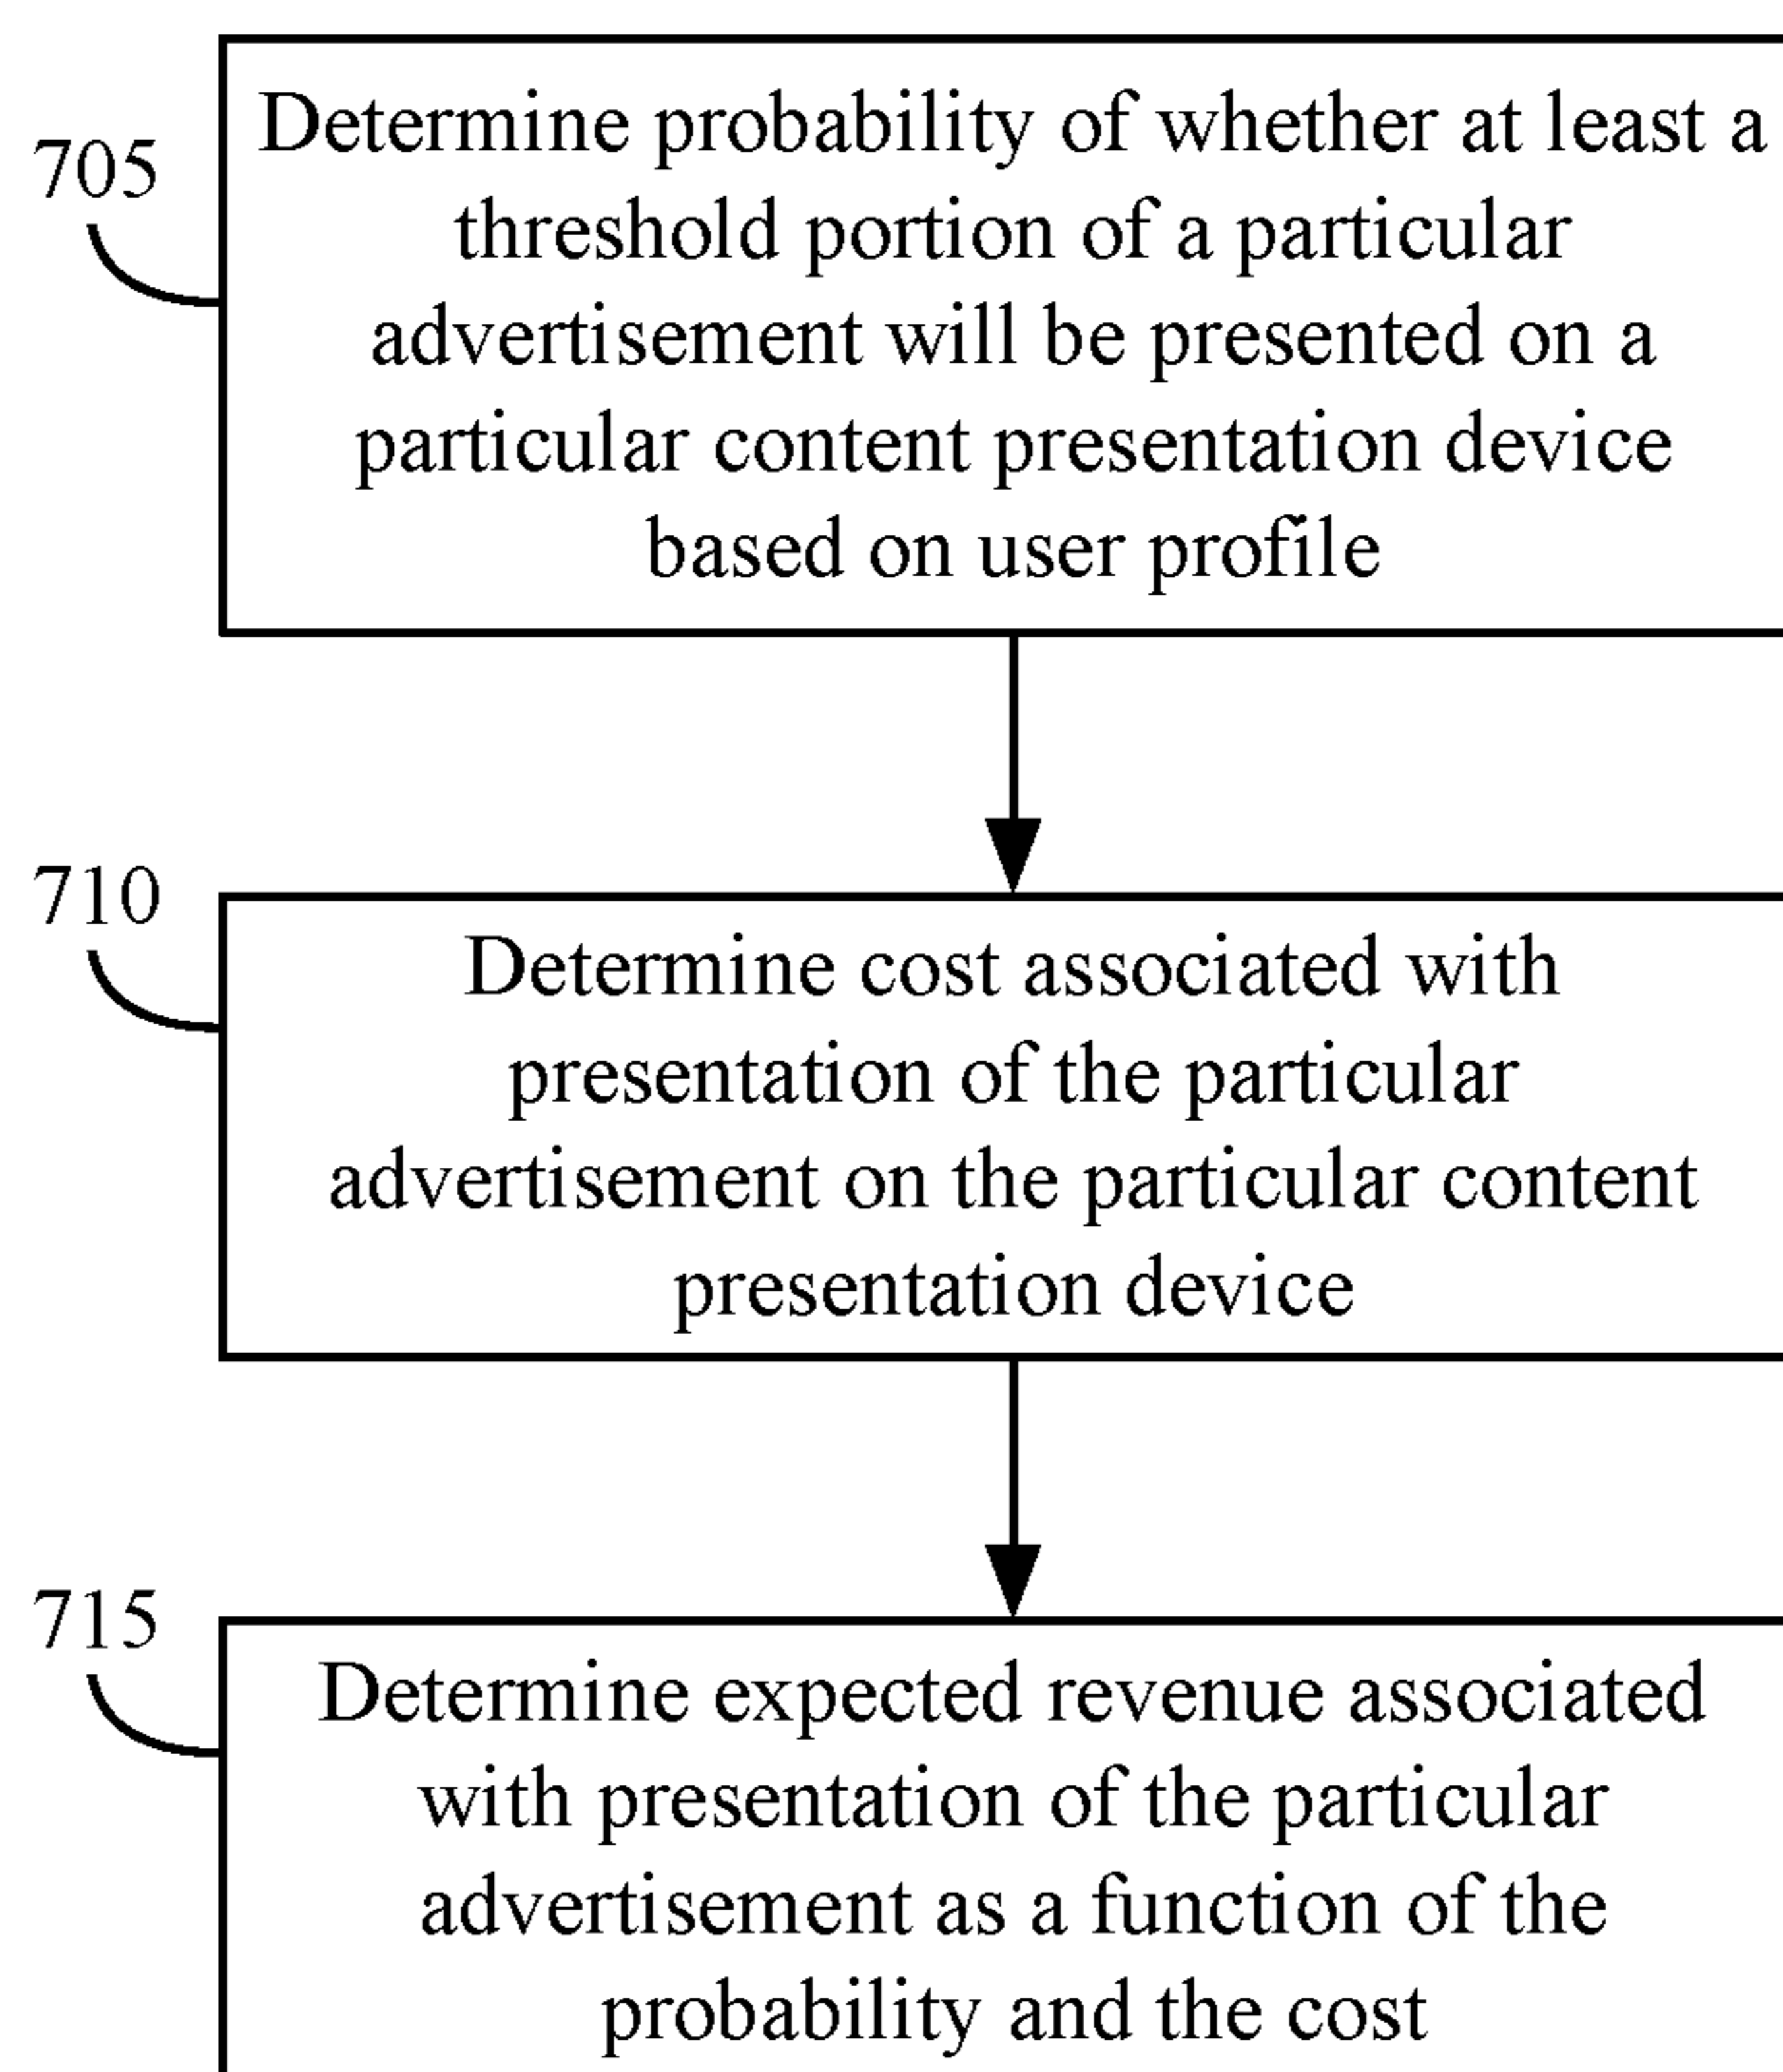 705
Determine probability of whether at least a
threshold portion of a particular
advertisement will be presented on a
particular content presentation device
based on user profile
710
Determine cost associated with
presentation of the particular
advertisement on the particular content
presentation device
715
Determine expected revenue associated
with presentation of the particular
advertisement as a function of the
probability and the cost